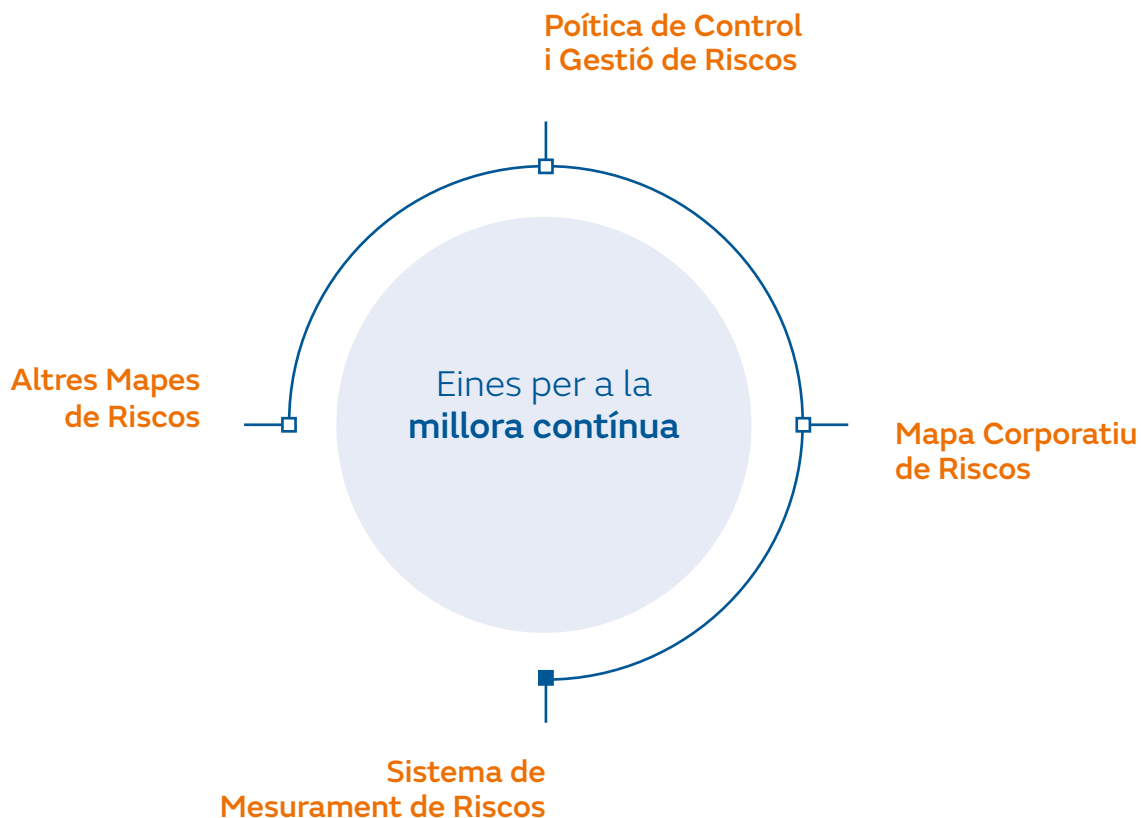 Poítica de Control
i Gestió de Riscos
Altres Mapes
de Riscos
Eines per a la
millora contínua
Mapa Corporatiu
de Riscos
Sistema de
Mesurament de Riscos